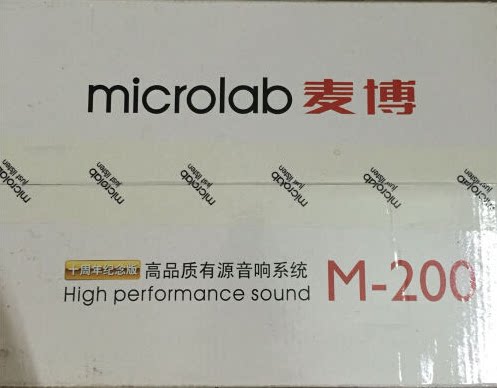 microlab 麦博
microlab just listen
microlab just listen
microlab just listen
microlab just listen
microlab just listen
microlab just listen
十周年纪念版 高品质有源音响系统
High performance sound M-200